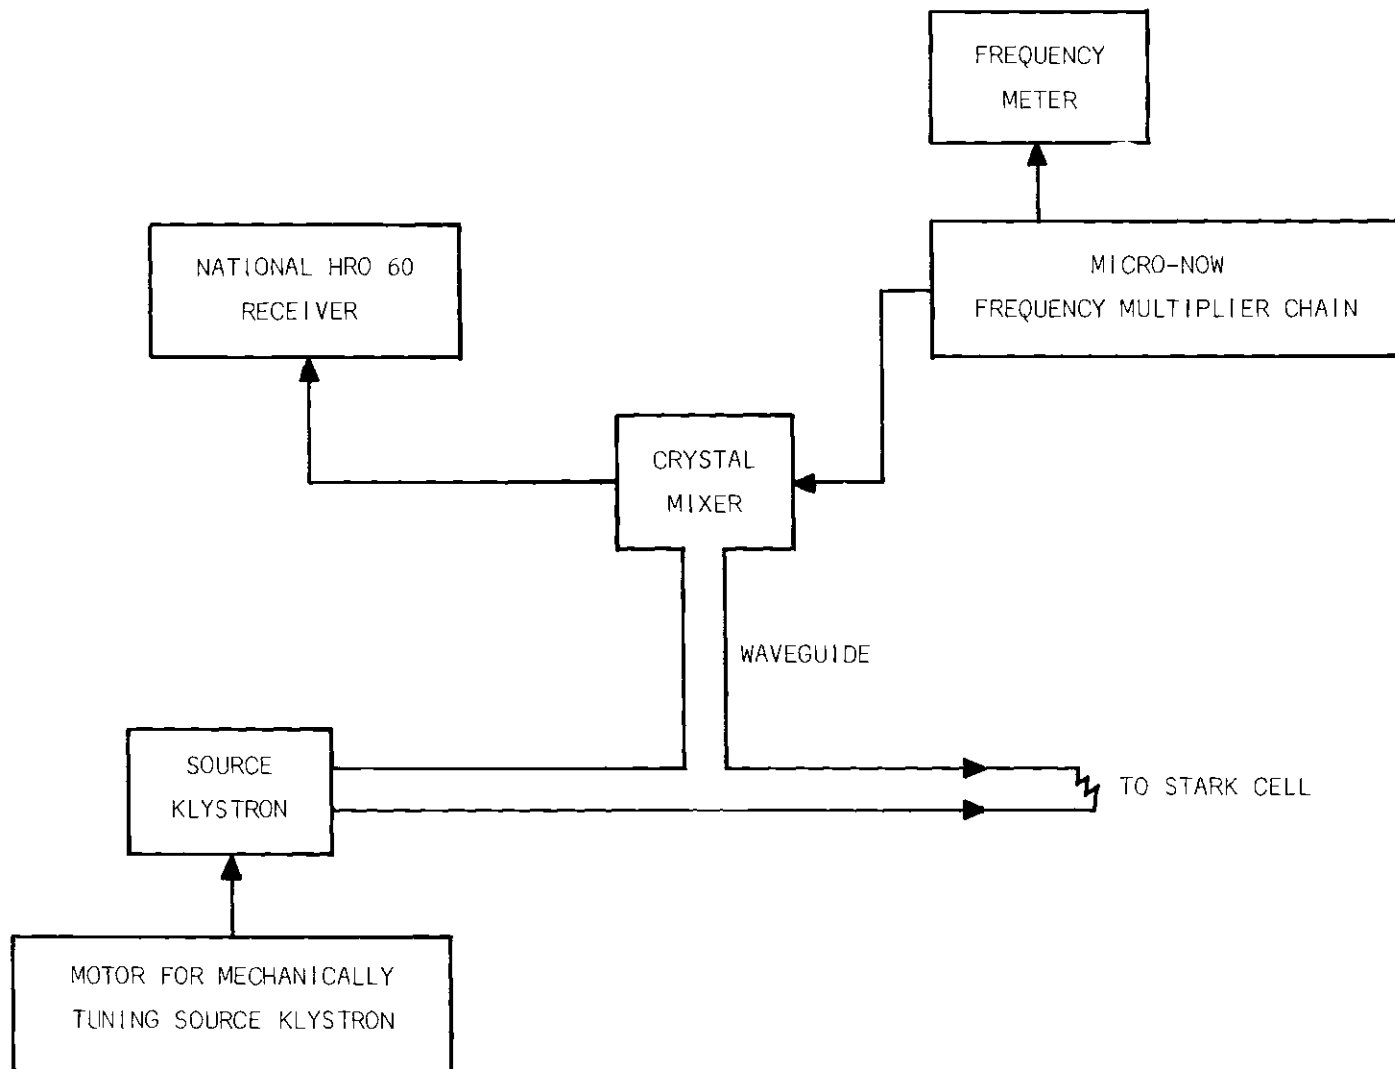 FREQUENCY
METER
NATIONAL HRO 60
RECEIVER
MICRO-NOW
FREQUENCY MULTIPLIER CHAIN
CRYSTAL
MIXER
WAVEGUIDE
SOURCE
KLYSTRON
TO STARK CELL
MOTOR FOR MECHANICALLY
TUNING SOURCE KLYSTRON